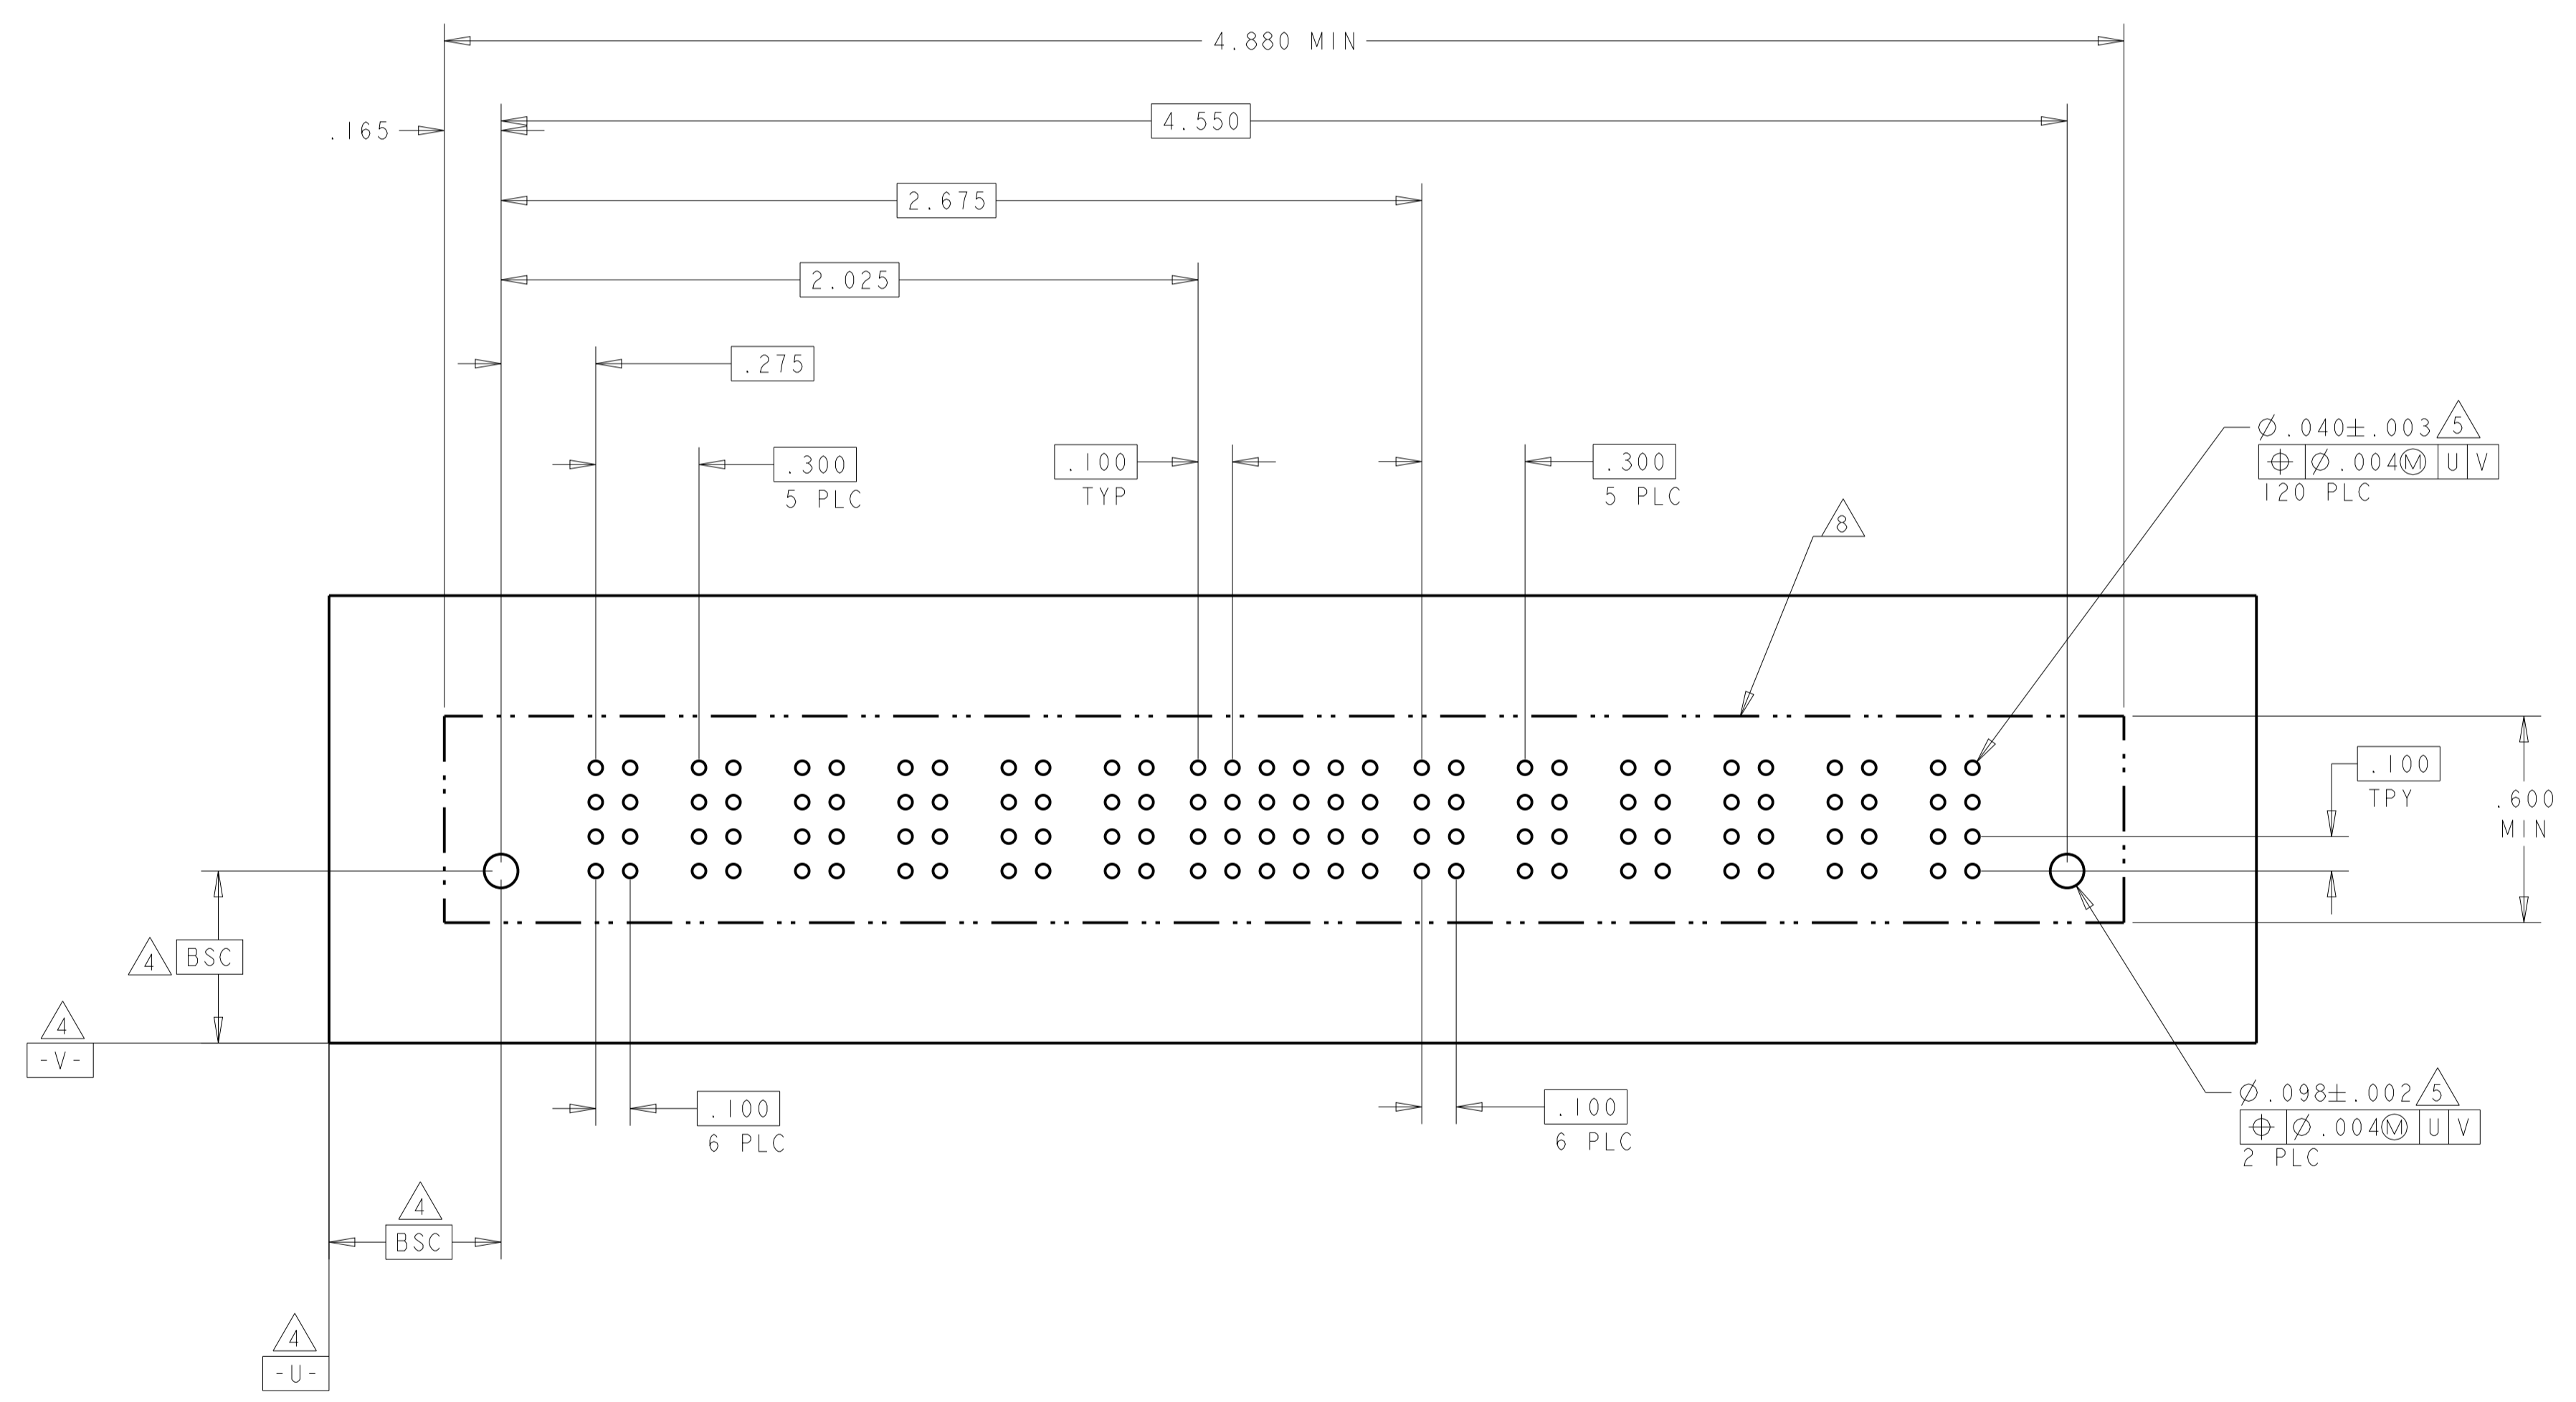 4.880 MIN
.165
4.550
2.675
2.025
.275
.300
5 PLC
.100
TYP
.300
5 PLC
Ø.040±.003 5
⌖ Ø.004Ⓜ U V
120 PLC
8
.100
TPY
.600
MIN
4 BSC
4
-V-
.100
6 PLC
.100
6 PLC
Ø.098±.002 5
⌖ Ø.004Ⓜ U V
2 PLC
4
BSC
4
-U-